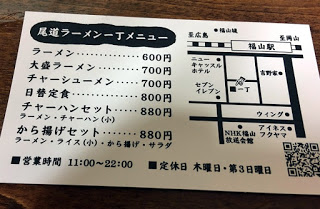 尾道ラーメン一丁メニュー
ラーメン 600円
大盛ラーメン 700円
チャーシューメン 700円
日替定食 800円
チャーハンセット 880円
ラーメン・チャーハン(小)
から揚げセット 880円
ラーメン・ライス(小)・から揚げ・サラダ
■営業時間 11:00〜22:00
■定休日 木曜日・第3日曜日
至広島
福山城
至岡山
福山駅
ニュー
キャッスル
ホテル
吉野家
セブン
イレブン
一丁
ウィング
NHK福山
放送会館
アイネス
フクヤマ